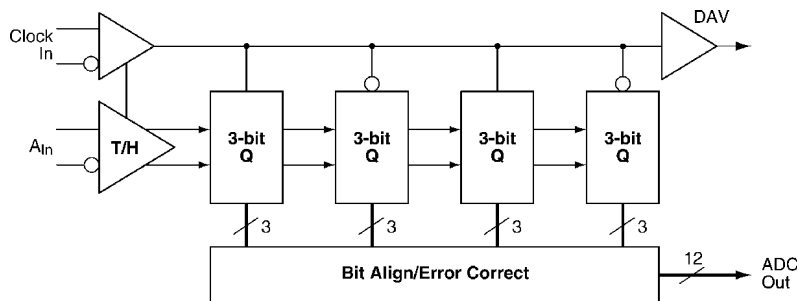 DAV
Clock
In
3-bit
Q
3-bit
Q
3-bit
Q
3-bit
Q
T/H
AIn
3
3
3
3
Bit Align/Error Correct
12
ADC
Out